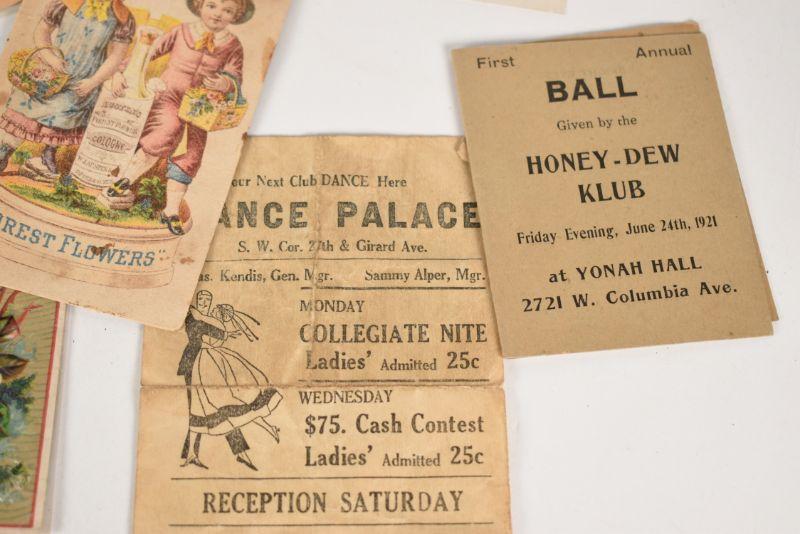 COLOGNE
REST FLOWERS"
our Next Club DANCE Here
ANCE PALACE
S. W. Cor. 27th & Girard Ave.
as. Kendis, Gen. Mgr. Sammy Alper, Mgr.
MONDAY
COLLEGIATE NITE
Ladies' Admitted 25c
WEDNESDAY
$75. Cash Contest
Ladies' Admitted 25c
RECEPTION SATURDAY
First Annual
BALL
Given by the
HONEY-DEW
KLUB
Friday Evening, June 24th, 1921
at YONAH HALL
2721 W. Columbia Ave.